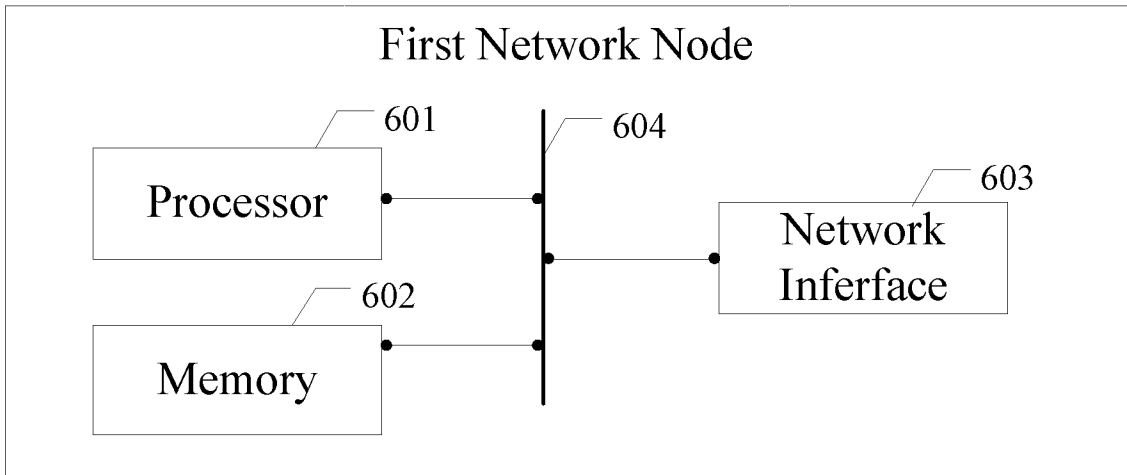 First Network Node
601
Processor
604
603
Network
Inferface
602
Memory